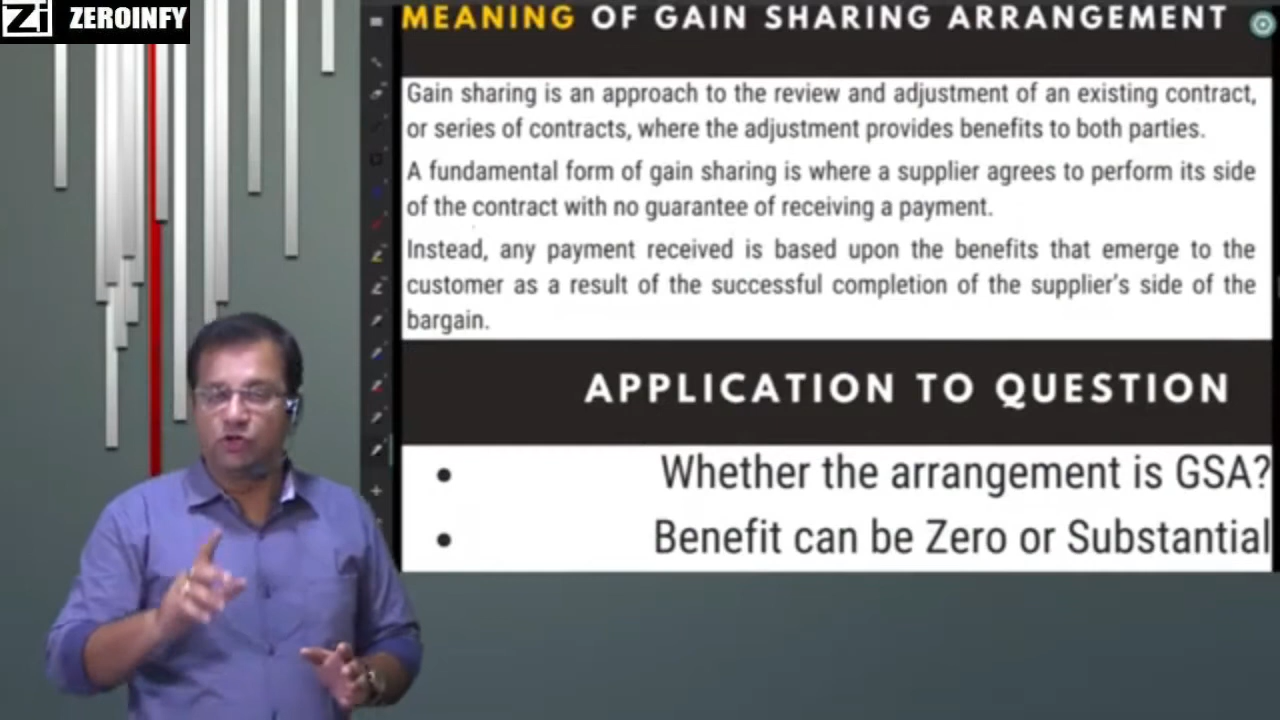 Zi ZEROINFY
MEANING OF GAIN SHARING ARRANGEMENT
Gain sharing is an approach to the review and adjustment of an existing contract,
or series of contracts, where the adjustment provides benefits to both parties.
A fundamental form of gain sharing is where a supplier agrees to perform its side
of the contract with no guarantee of receiving a payment.
Instead, any payment received is based upon the benefits that emerge to the
customer as a result of the successful completion of the supplier's side of the
bargain.
APPLICATION TO QUESTION
• Whether the arrangement is GSA?
• Benefit can be Zero or Substantial